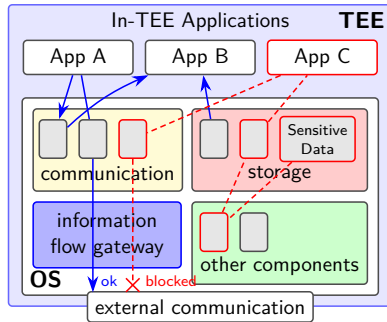 In-TEE Applications
TEE
App A
App B
App C
communication
Sensitive
Data
storage
information
flow gateway
other components
OS
ok
blocked
external communication